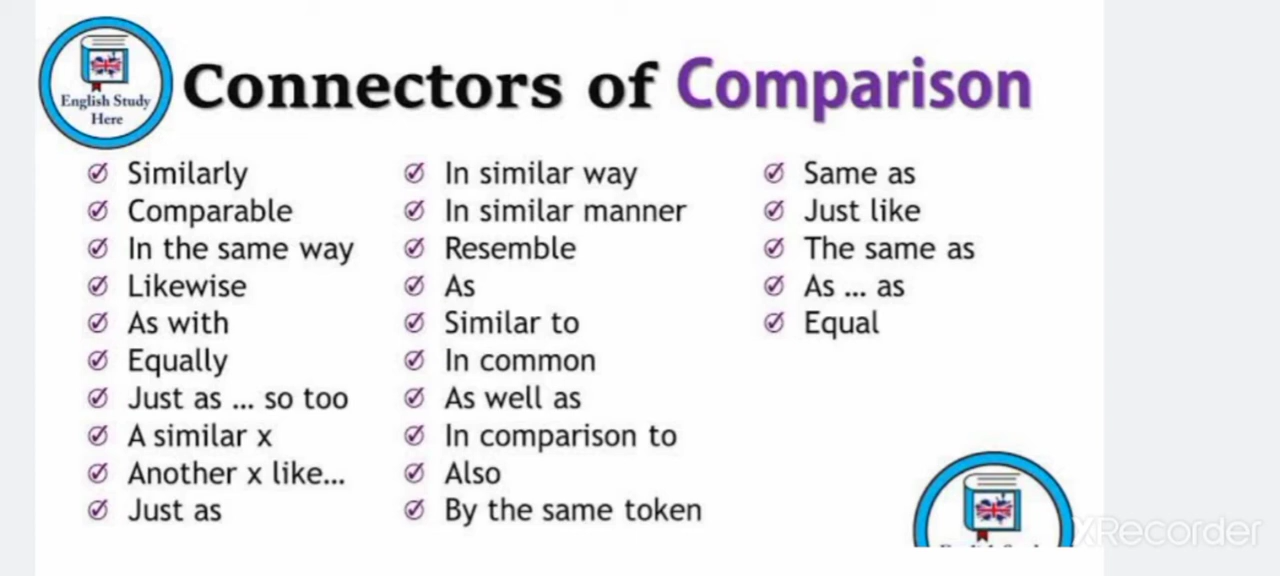 English Study
Here
Connectors of Comparison
Similarly
Comparable
In the same way
Likewise
As with
Equally
Just as ... so too
A similar x
Another x like...
Just as
In similar way
In similar manner
Resemble
As
Similar to
In common
As well as
In comparison to
Also
By the same token
Same as
Just like
The same as
As ... as
Equal
XRecorder